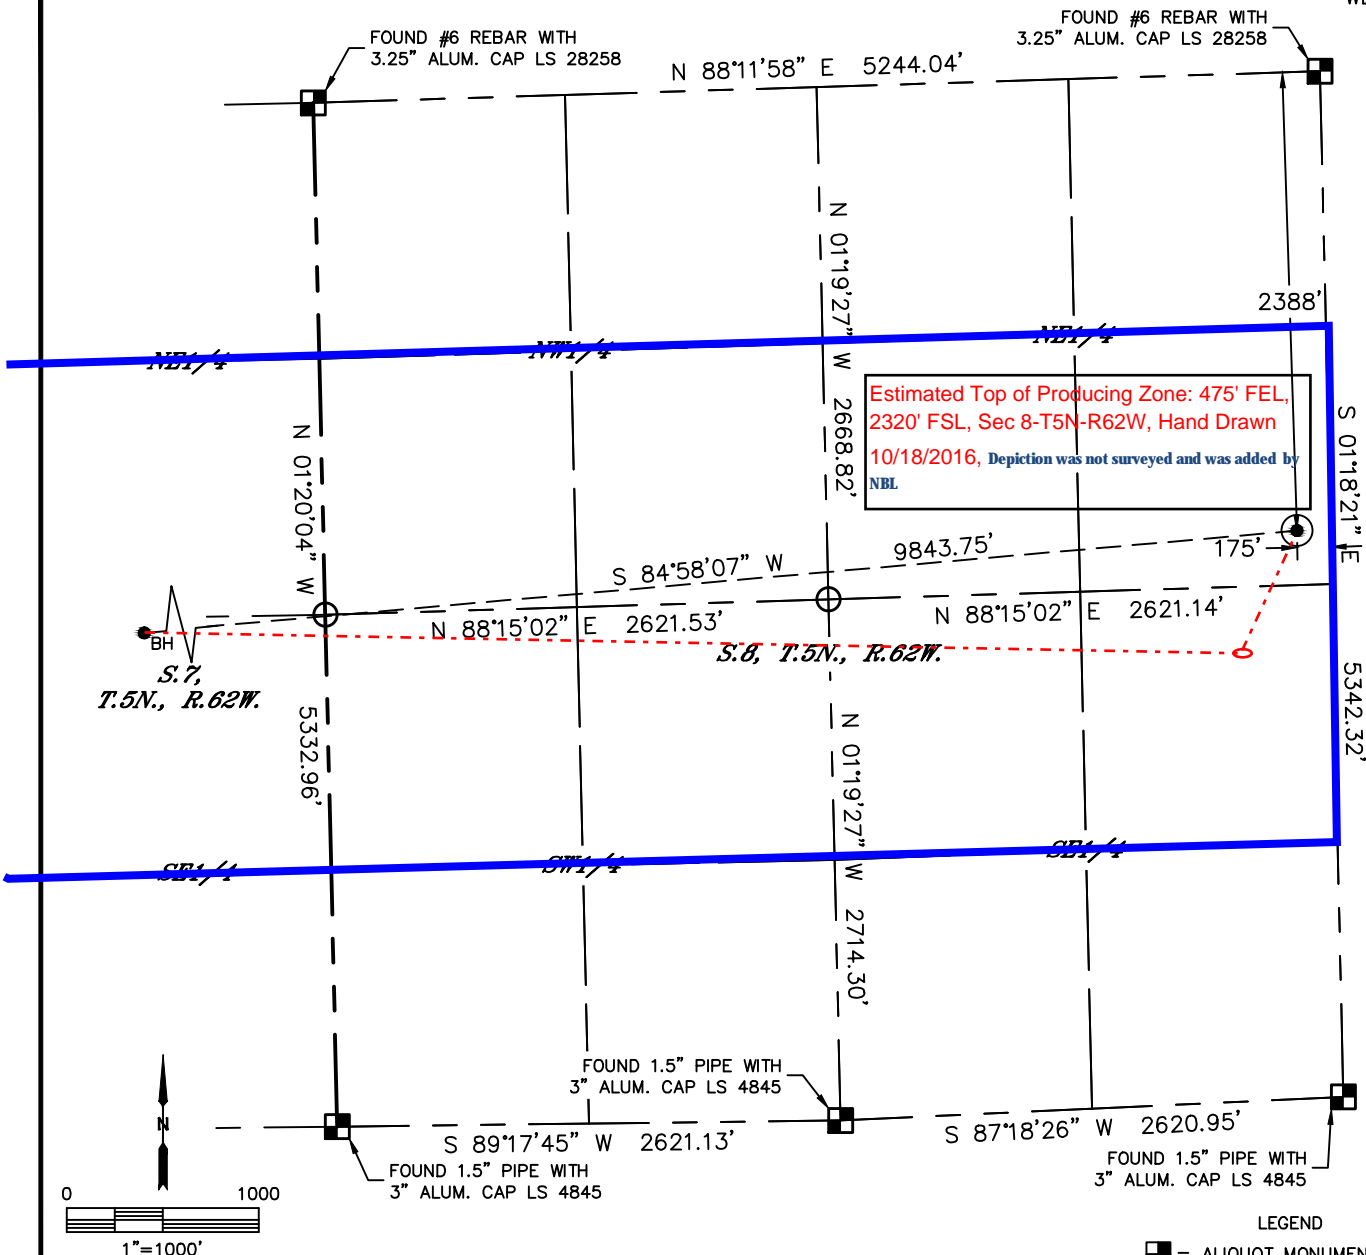 WE
FOUND #6 REBAR WITH
3.25" ALUM. CAP LS 28258
FOUND #6 REBAR WITH
3.25" ALUM. CAP LS 28258
N 88°11'58" E 5244.04'
2388'
N 01°19'27" W 2668.82'
NE1/4
NW1/4
NE1/4
Estimated Top of Producing Zone: 475' FEL,
2320' FSL, Sec 8-T5N-R62W, Hand Drawn
10/18/2016, Depiction was not surveyed and was added by
NBL
N 01°20'04" W
5332.96'
S 01°18'21" E
5342.32'
175'
S 84°58'07" W 9843.75'
N 88°15'02" E 2621.53'
N 88°15'02" E 2621.14'
BH
S.7,
T.5N., R.62W.
S.8, T.5N., R.62W.
N 01°19'27" W 2714.30'
SE1/4
SW1/4
SE1/4
FOUND 1.5" PIPE WITH
3" ALUM. CAP LS 4845
N
S 89°17'45" W 2621.13'
S 87°18'26" W 2620.95'
FOUND 1.5" PIPE WITH
3" ALUM. CAP LS 4845
FOUND 1.5" PIPE WITH
3" ALUM. CAP LS 4845
0 1000
1"=1000'
LEGEND
– ALIQUOT MONUMEN